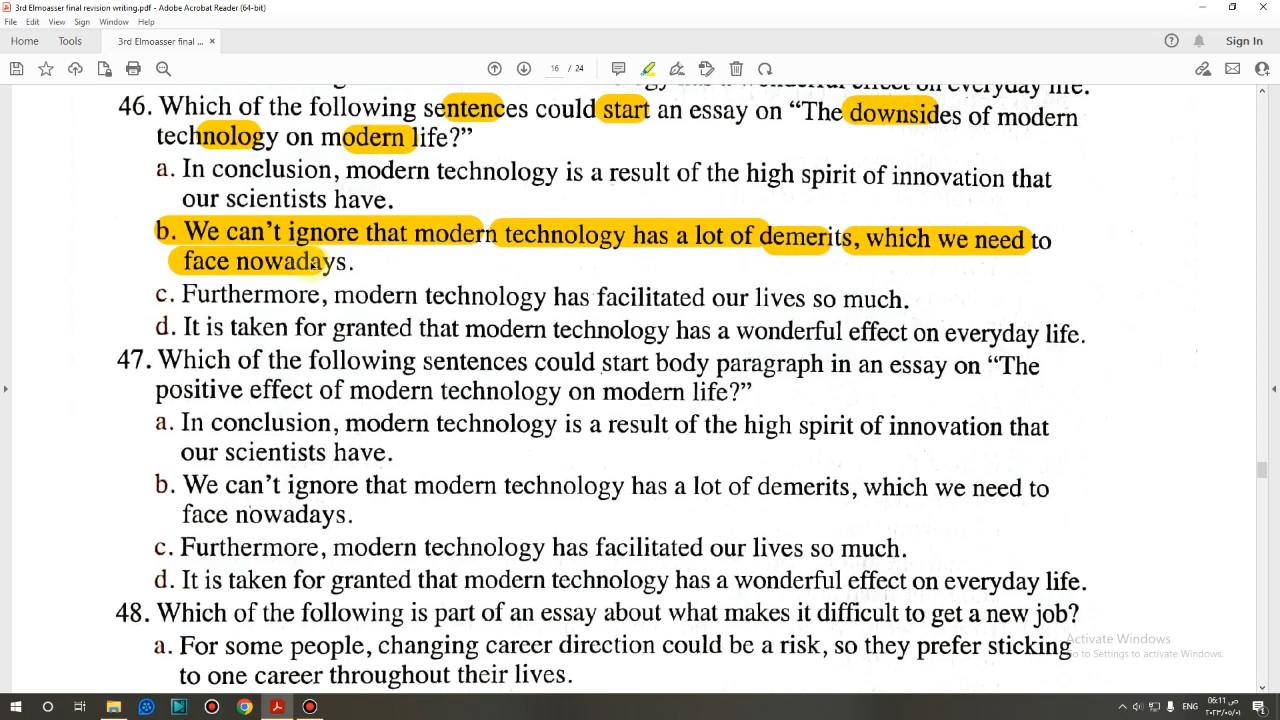 3rd Elmoasser final revision writing.pdf - Adobe Acrobat Reader (64-bit)
File Edit View Sign Window Help
Home Tools 3rd Elmoasser final ... × Sign In
16 / 24
46. Which of the following sentences could start an essay on “The downsides of modern
technology on modern life?”
a. In conclusion, modern technology is a result of the high spirit of innovation that
our scientists have.
b. We can’t ignore that modern technology has a lot of demerits, which we need to
face nowadays.
c. Furthermore, modern technology has facilitated our lives so much.
d. It is taken for granted that modern technology has a wonderful effect on everyday life.
47. Which of the following sentences could start body paragraph in an essay on “The
positive effect of modern technology on modern life?”
a. In conclusion, modern technology is a result of the high spirit of innovation that
our scientists have.
b. We can’t ignore that modern technology has a lot of demerits, which we need to
face nowadays.
c. Furthermore, modern technology has facilitated our lives so much.
d. It is taken for granted that modern technology has a wonderful effect on everyday life.
48. Which of the following is part of an essay about what makes it difficult to get a new job?
a. For some people, changing career direction could be a risk, so they prefer sticking
to one career throughout their lives.
Activate Windows
Go to Settings to activate Windows.
ENG
06:11 ص